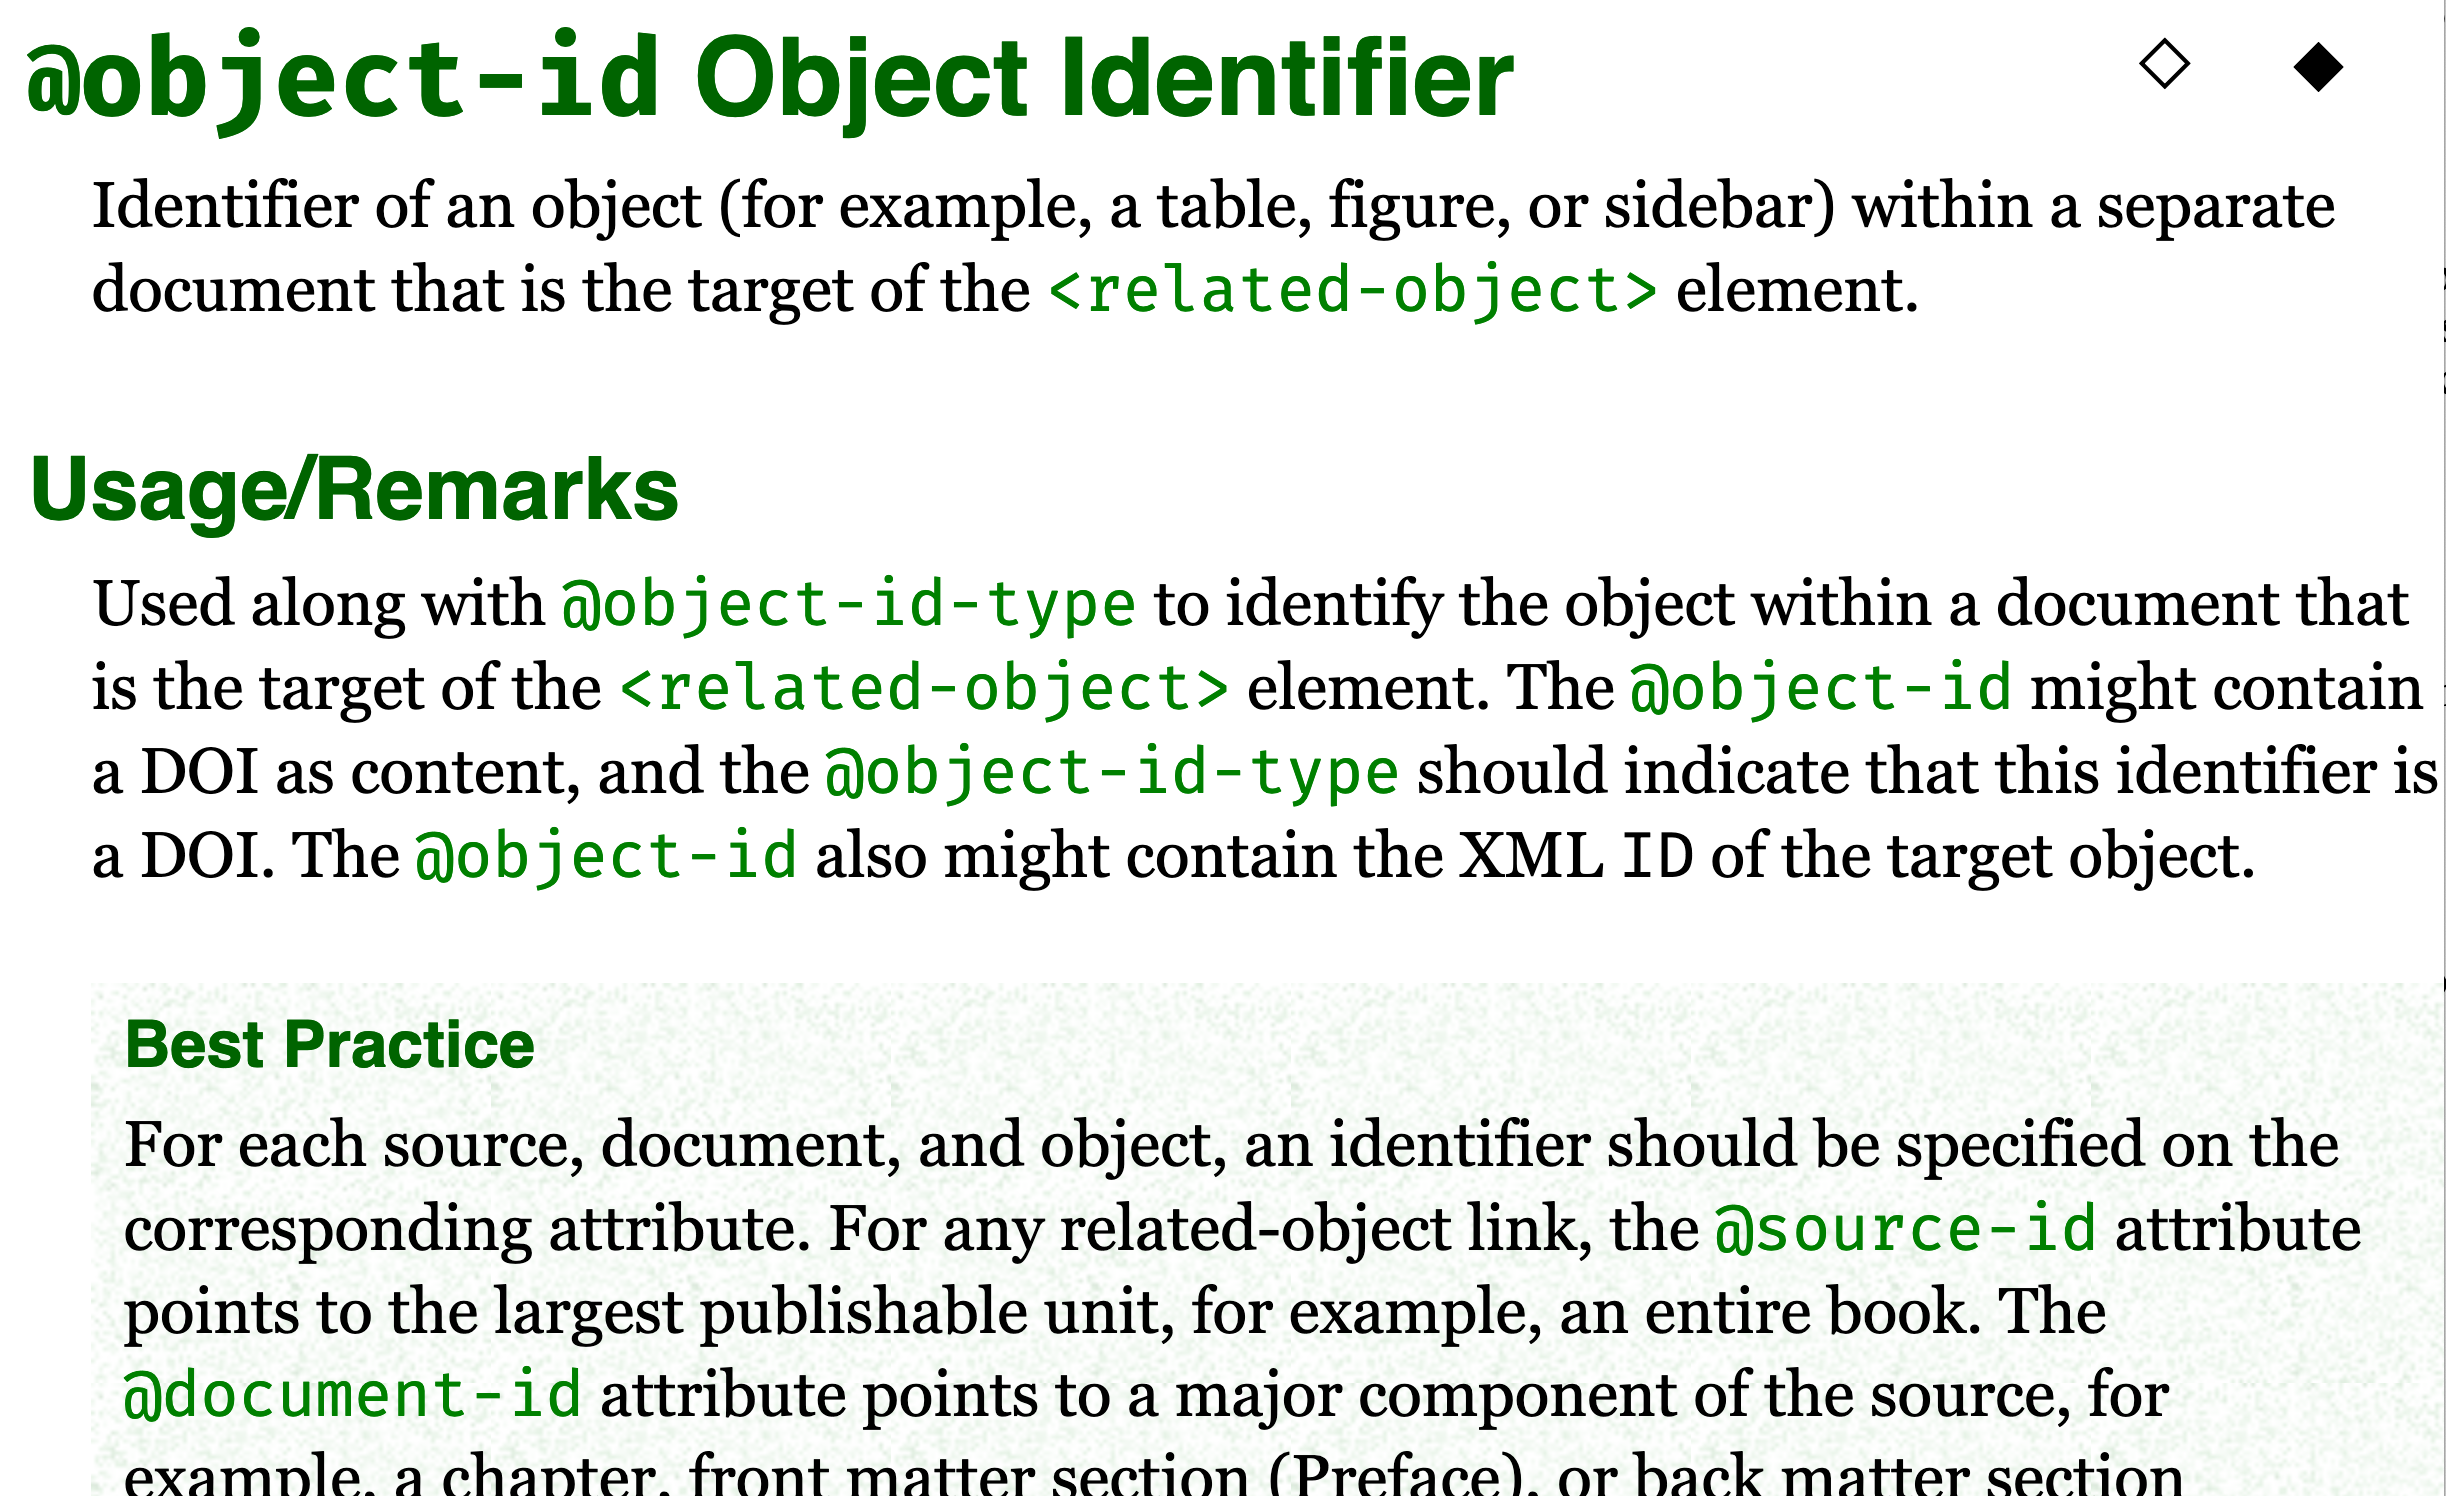 @object-id Object Identifier ◇ ◆
Identifier of an object (for example, a table, figure, or sidebar) within a separate
document that is the target of the <related-object> element.
Usage/Remarks
Used along with @object-id-type to identify the object within a document that
is the target of the <related-object> element. The @object-id might contain
a DOI as content, and the @object-id-type should indicate that this identifier is
a DOI. The @object-id also might contain the XML ID of the target object.
Best Practice
For each source, document, and object, an identifier should be specified on the
corresponding attribute. For any related-object link, the @source-id attribute
points to the largest publishable unit, for example, an entire book. The
@document-id attribute points to a major component of the source, for
example, a chapter, front matter section (Preface), or back matter section